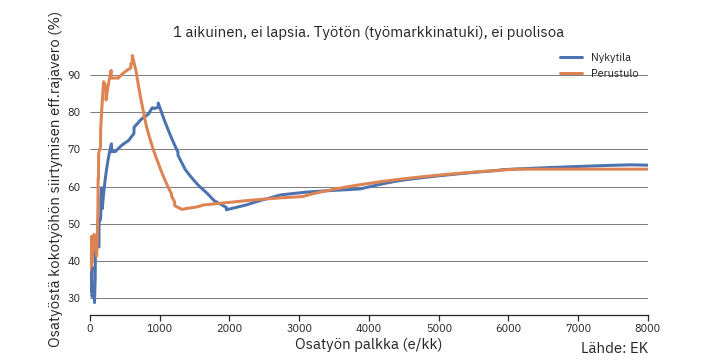 1 aikuinen, ei lapsia. Työtön (työmarkkinatuki), ei puolisoa
Osatyöstä kokotyöhön siirtymisen eff.rajavero (%)
Nykytila
Perustulo
90
80
70
60
50
40
30
0 1000 2000 3000 4000 5000 6000 7000 8000
Osatyön palkka (e/kk)
Lähde: EK